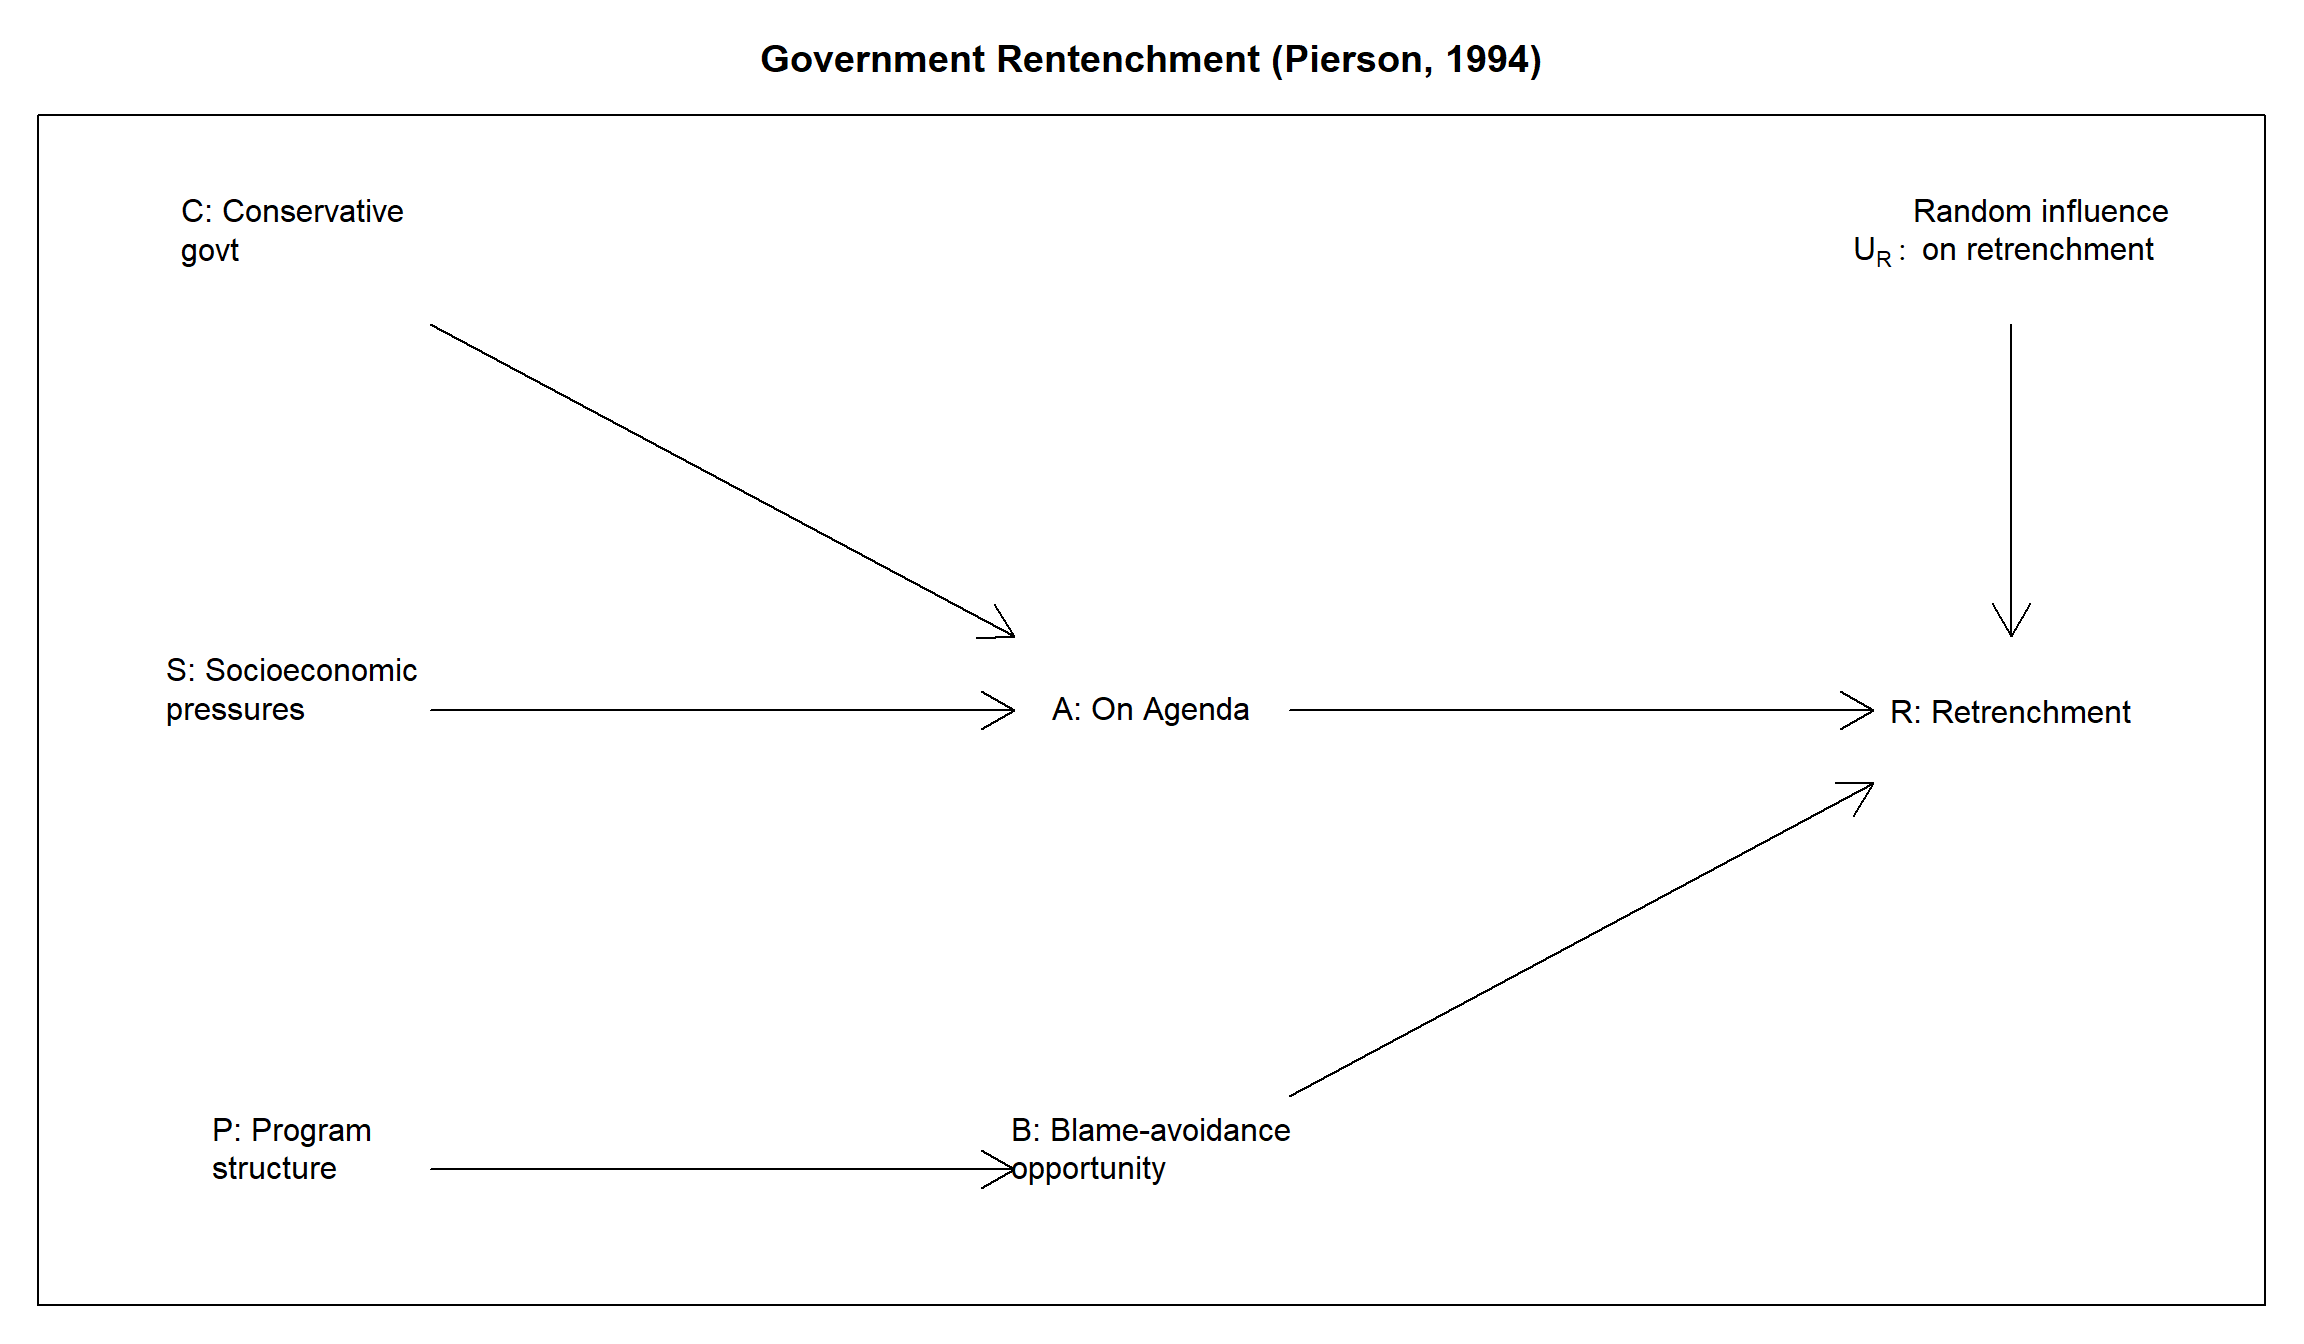 Government Rentenchment (Pierson, 1994)
C: Conservative
govt
Random influence
U_R : on retrenchment
S: Socioeconomic
pressures
A: On Agenda
R: Retrenchment
P: Program
structure
B: Blame-avoidance
opportunity